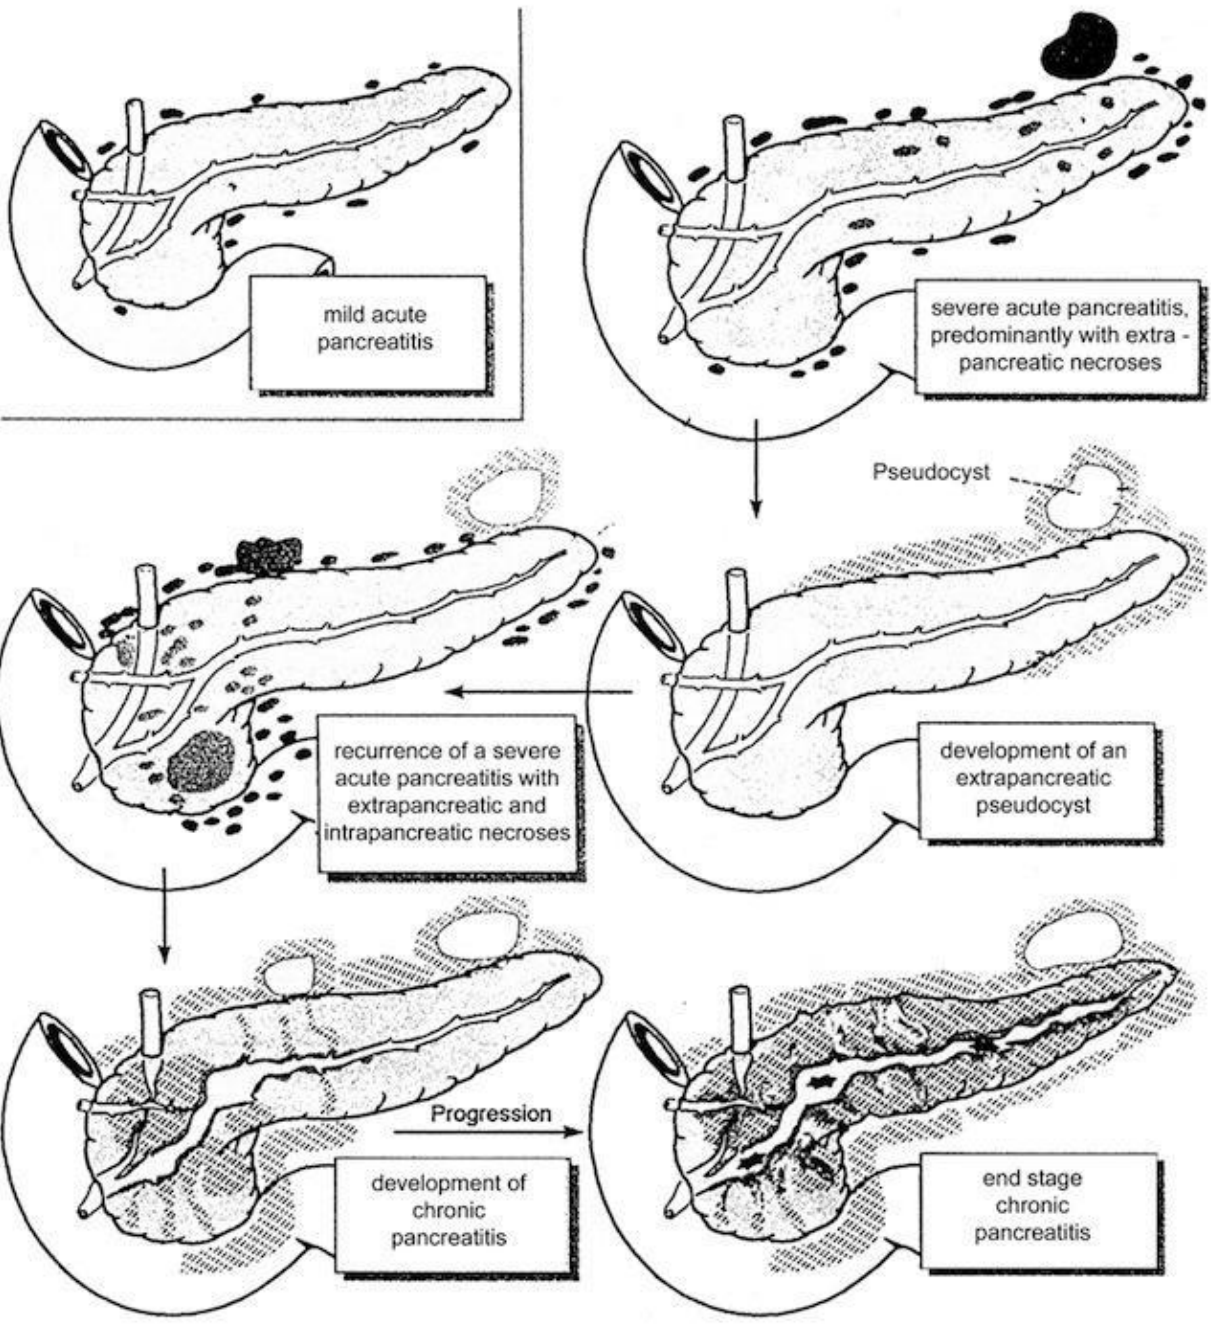 mild acute
pancreatitis
severe acute pancreatitis,
predominantly with extra -
pancreatic necroses
Pseudocyst
recurrence of a severe
acute pancreatitis with
extrapancreatic and
intrapancreatic necroses
development of an
extrapancreatic
pseudocyst
Progression
development of
chronic
pancreatitis
end stage
chronic
pancreatitis